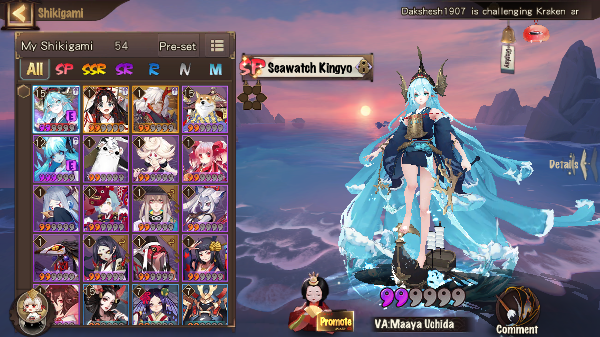 Shikigami
Dakshesh1907 is challenging Kraken ar
My Shikigami 54 Pre-set
All SP SSR SR R N M
SP Seawatch Kingyo
Display
Details
Promote
VA:Maaya Uchida
Comment